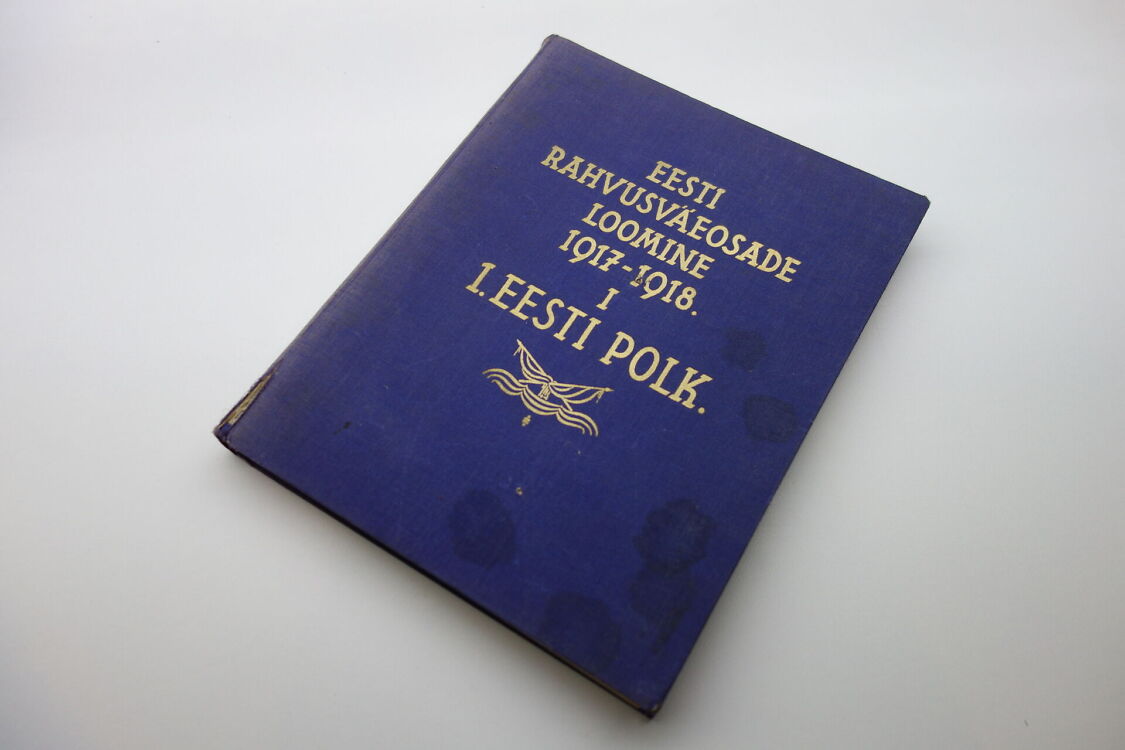 EESTI
RAHVUSVÄEOSADE
LOOMINE
1917-1918.
I
1. EESTI POLK.